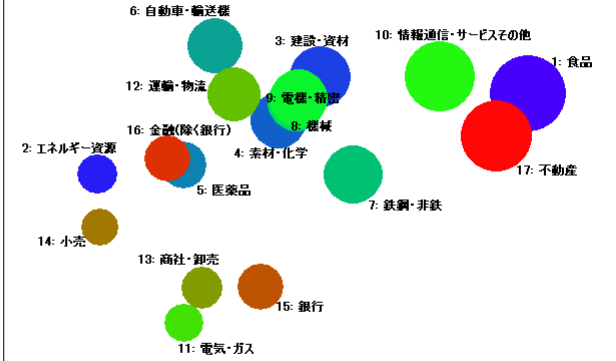 6: 自動車・輸送機
3: 建設・資材
10: 情報通信・サービスその他
1: 食品
12: 運輸・物流
9: 電機・精密
8: 機械
16: 金融(除く銀行)
4: 素材・化学
2: エネルギー資源
17: 不動産
5: 医薬品
7: 鉄鋼・非鉄
14: 小売
13: 商社・卸売
15: 銀行
11: 電気・ガス